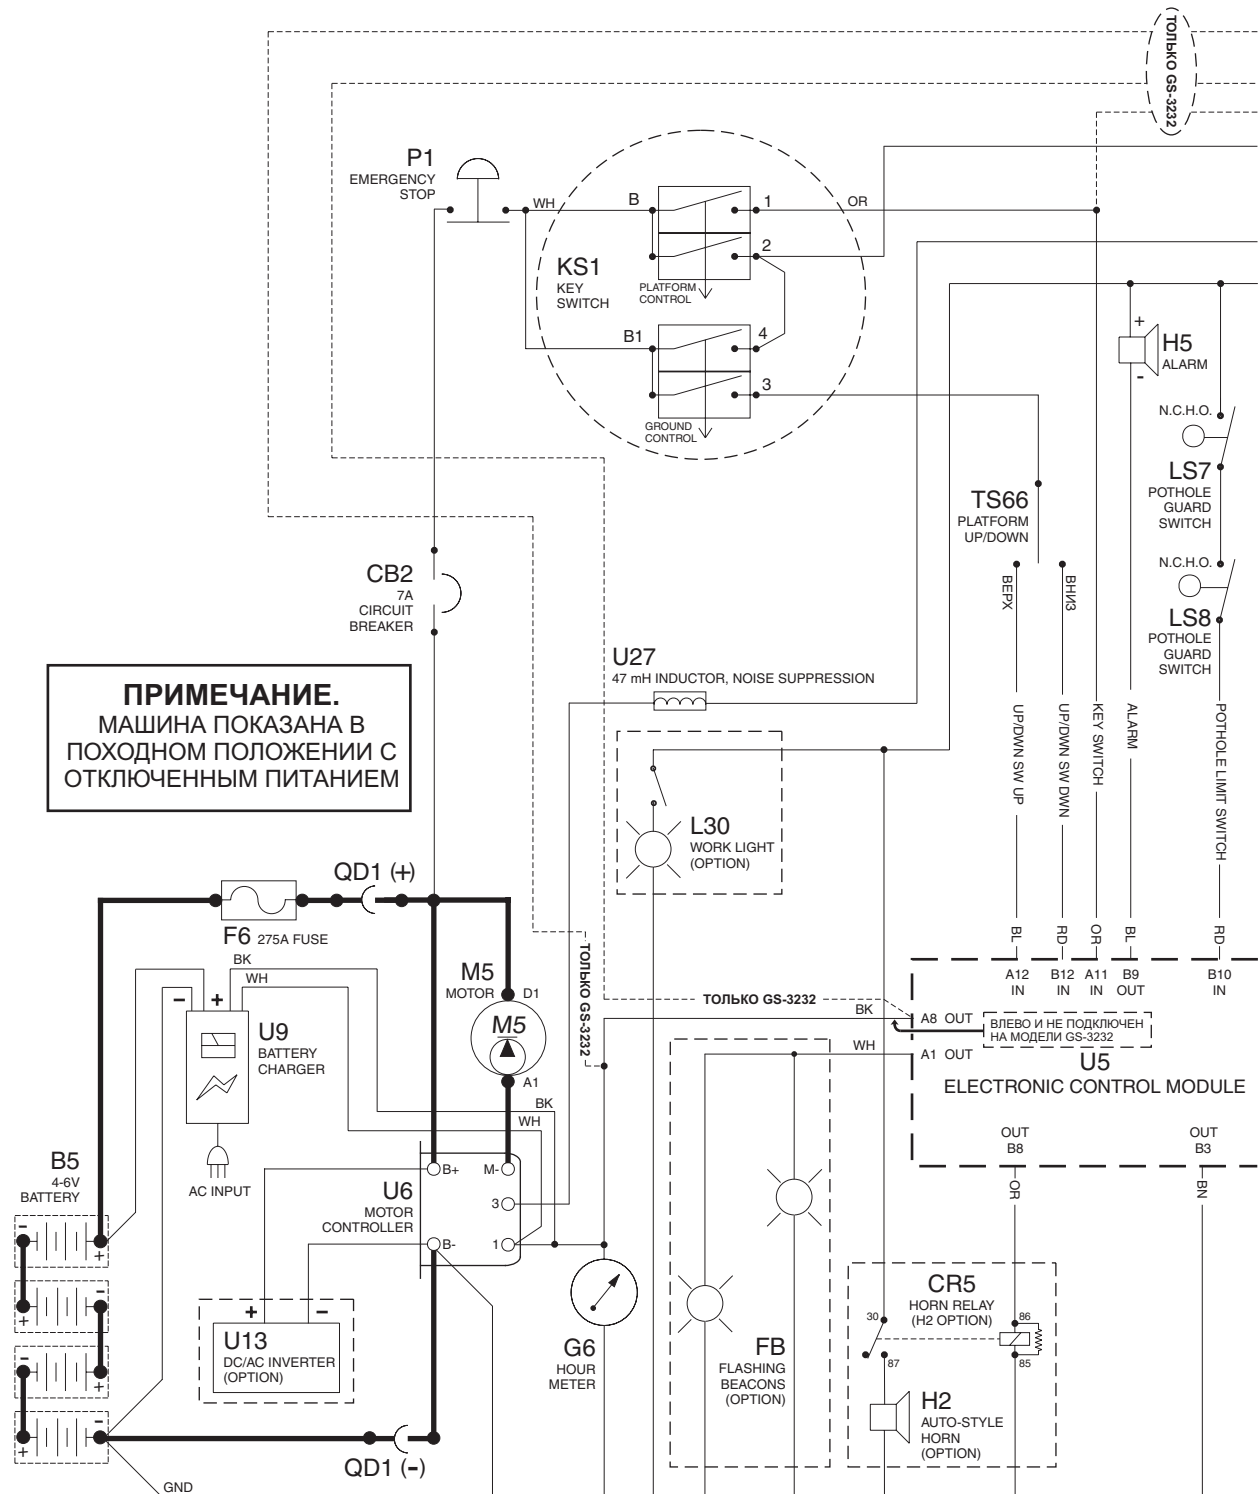 ТОЛЬКО GS-3232
P1
EMERGENCY
STOP
WH
B
1
OR
2
KS1
KEY
SWITCH
PLATFORM
CONTROL
B1
4
3
GROUND
CONTROL
+
H5
ALARM
-
N.C.H.O.
LS7
POTHOLE
GUARD
SWITCH
TS66
PLATFORM
UP/DOWN
ВЕРХ
ВНИЗ
N.C.H.O.
LS8
POTHOLE
GUARD
SWITCH
CB2
7A
CIRCUIT
BREAKER
U27
47 mH INDUCTOR, NOISE SUPPRESSION
ПРИМЕЧАНИЕ.
МАШИНА ПОКАЗАНА В
ПОХОДНОМ ПОЛОЖЕНИИ С
ОТКЛЮЧЕННЫМ ПИТАНИЕМ
UP/DWN SW UP
UP/DWN SW DWN
KEY SWITCH
ALARM
POTHOLE LIMIT SWITCH
L30
WORK LIGHT
(OPTION)
QD1 (+)
F6 275A FUSE
BL
RD
OR
BL
RD
BK
WH
M5
MOTOR
D1
M5
A1
ТОЛЬКО GS-3232
ТОЛЬКО GS-3232
A12
IN
B12
IN
A11
IN
B9
OUT
B10
IN
BK
A8 OUT
ВЛЕВО И НЕ ПОДКЛЮЧЕН
НА МОДЕЛИ GS-3232
WH
A1 OUT
U5
ELECTRONIC CONTROL MODULE
- +
U9
BATTERY
CHARGER
AC INPUT
BK
WH
OUT
B8
OUT
B3
OR
BN
B5
4-6V
BATTERY
- +
- +
- +
- +
U6
MOTOR
CONTROLLER
B+
M-
3
B-
1
+ -
U13
DC/AC INVERTER
(OPTION)
G6
HOUR
METER
FB
FLASHING
BEACONS
(OPTION)
CR5
HORN RELAY
(H2 OPTION)
30
86
87
85
H2
AUTO-STYLE
HORN
(OPTION)
QD1 (-)
GND